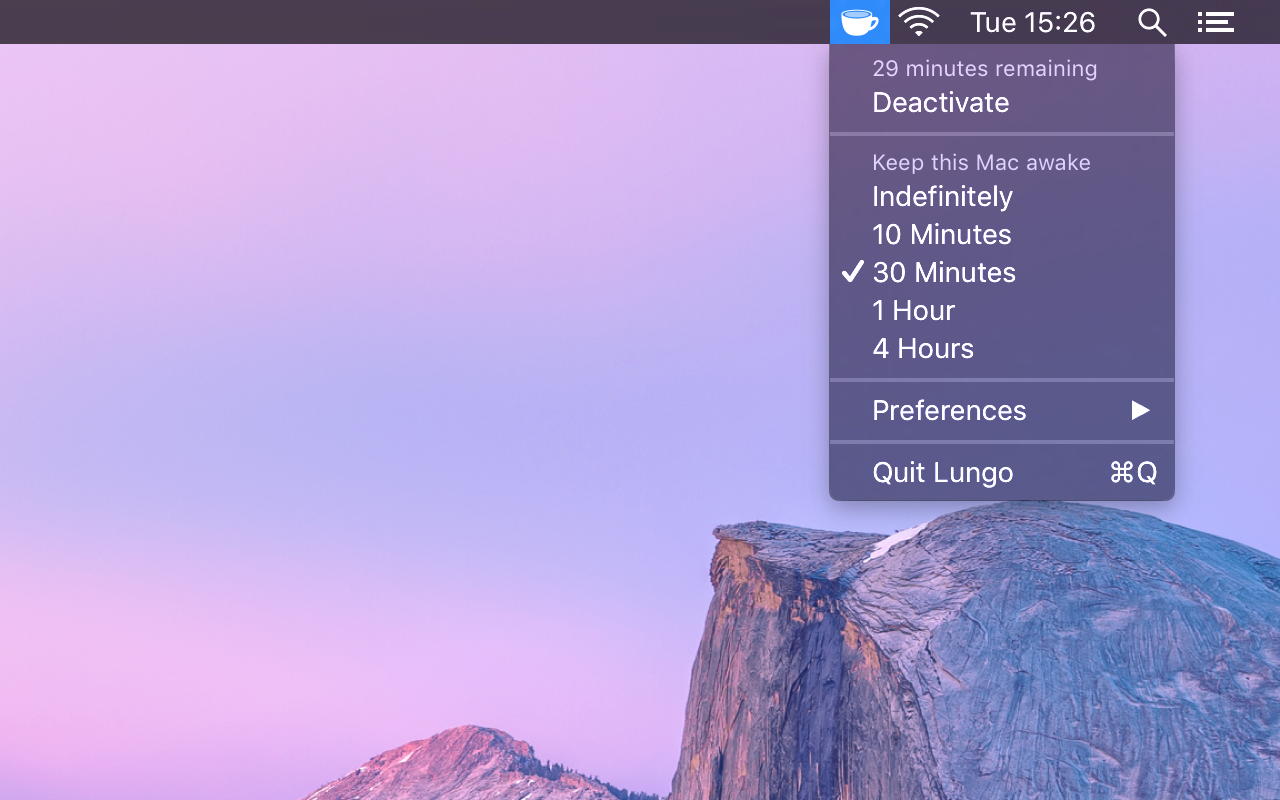 Tue 15:26
29 minutes remaining
Deactivate
Keep this Mac awake
Indefinitely
10 Minutes
✓ 30 Minutes
1 Hour
4 Hours
Preferences ▶
Quit Lungo ⌘Q